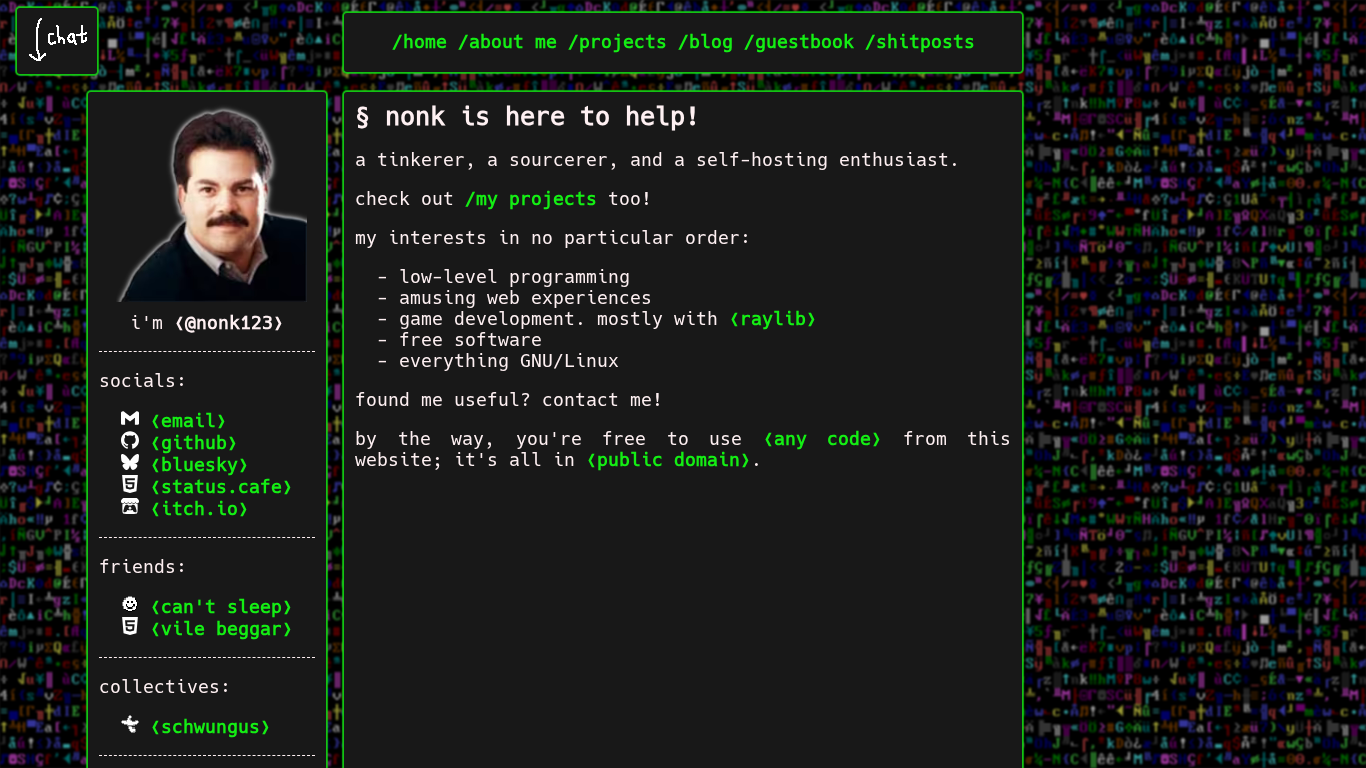 chat
/home /about me /projects /blog /guestbook /shitposts
i'm ⟨@nonk123⟩
socials:
⟨email⟩
⟨github⟩
⟨bluesky⟩
⟨status.cafe⟩
⟨itch.io⟩
friends:
⟨can't sleep⟩
⟨vile beggar⟩
collectives:
⟨schwungus⟩
§ nonk is here to help!
a tinkerer, a sourcerer, and a self-hosting enthusiast.
check out /my projects too!
my interests in no particular order:
- low-level programming
- amusing web experiences
- game development. mostly with ⟨raylib⟩
- free software
- everything GNU/Linux
found me useful? contact me!
by the way, you're free to use ⟨any code⟩ from this
website; it's all in ⟨public domain⟩.